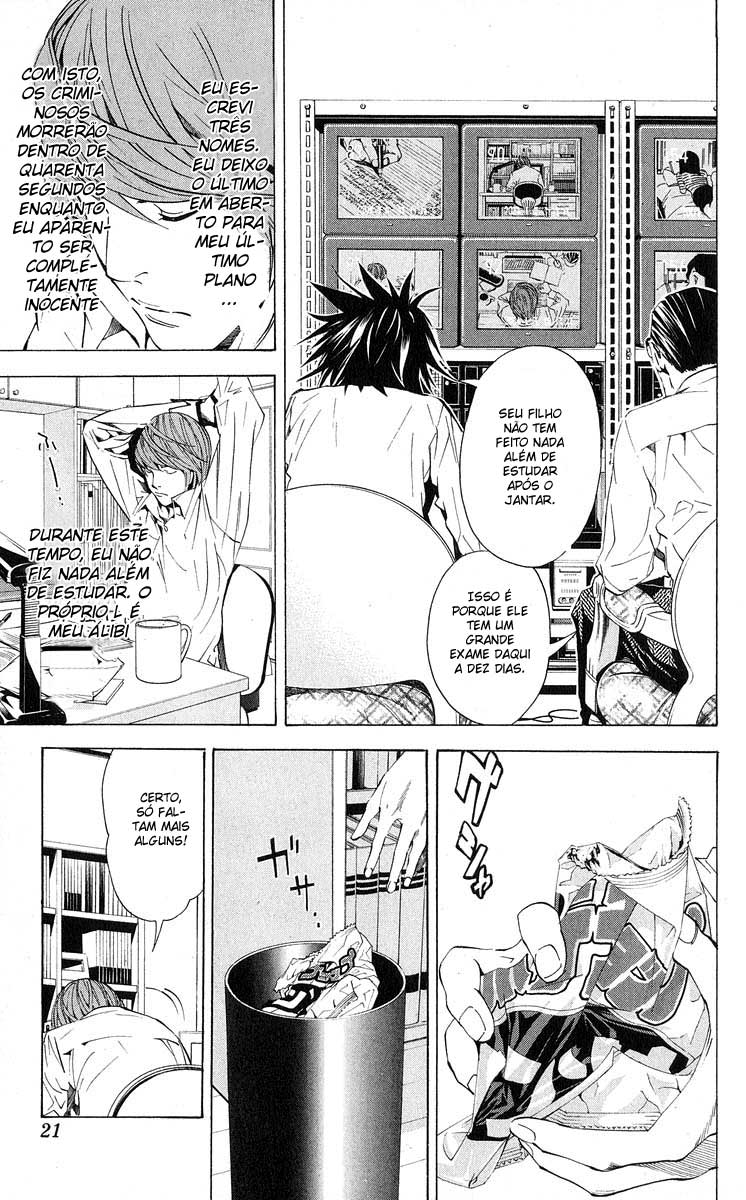 SEU FILHO
NÃO TEM
FEITO NADA
ALÉM DE
ESTUDAR
APÓS O
JANTAR.
ISSO É
PORQUE ELE
TEM UM
GRANDE
EXAME DAQUI
A DEZ DIAS.
EU ES-
CREVI
TRÊS
NOMES.
EU DEIXO
O ÚLTIMO
EM ABER-
TO PARA
MEU ÚL-
TIMO
PLANO
...
COM ISTO,
OS CRIMI-
NOSOS
MORRERÃO
DENTRO DE
QUARENTA
SEGUNDOS
ENQUANTO
EU APAREN-
TO SER
COMPLE-
TAMENTE
INOCENTE
DURANTE ESTE
TEMPO, EU NÃO
FIZ NADA ALÉM
DE ESTUDAR. O
PRÓPRIO L É
MEU ÁLIBI
ガサ
CERTO,
SÓ FAL-
TAM MAIS
ALGUNS!
21